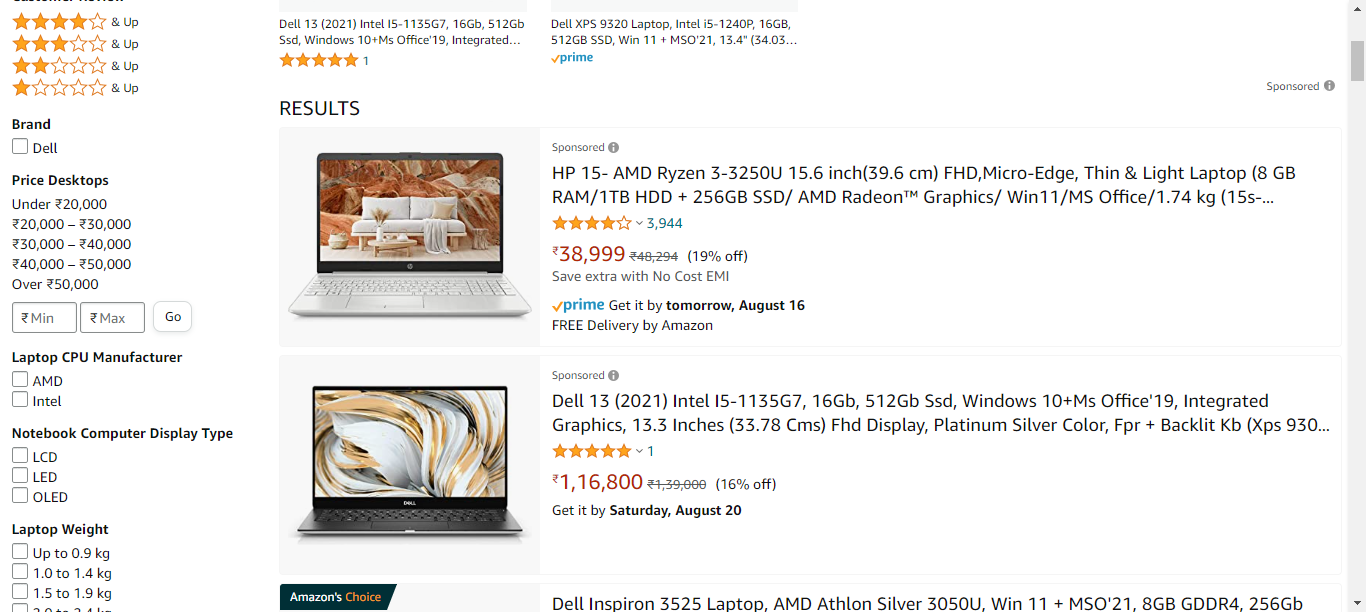 Customer Review
& Up
& Up
& Up
& Up
Brand
Dell
Price Desktops
Under ₹20,000
₹20,000 – ₹30,000
₹30,000 – ₹40,000
₹40,000 – ₹50,000
Over ₹50,000
₹ Min ₹ Max Go
Laptop CPU Manufacturer
AMD
Intel
Notebook Computer Display Type
LCD
LED
OLED
Laptop Weight
Up to 0.9 kg
1.0 to 1.4 kg
1.5 to 1.9 kg
2.0 to 2.4 kg
Dell 13 (2021) Intel I5-1135G7, 16Gb, 512Gb
Ssd, Windows 10+Ms Office'19, Integrated…
1
Dell XPS 9320 Laptop, Intel i5-1240P, 16GB,
512GB SSD, Win 11 + MSO'21, 13.4" (34.03…
prime
Sponsored
RESULTS
Sponsored
HP 15- AMD Ryzen 3-3250U 15.6 inch(39.6 cm) FHD,Micro-Edge, Thin & Light Laptop (8 GB
RAM/1TB HDD + 256GB SSD/ AMD Radeon™ Graphics/ Win11/MS Office/1.74 kg (15s-...
3,944
₹38,999 ₹48,294 (19% off)
Save extra with No Cost EMI
prime Get it by tomorrow, August 16
FREE Delivery by Amazon
Sponsored
Dell 13 (2021) Intel I5-1135G7, 16Gb, 512Gb Ssd, Windows 10+Ms Office'19, Integrated
Graphics, 13.3 Inches (33.78 Cms) Fhd Display, Platinum Silver Color, Fpr + Backlit Kb (Xps 930...
1
₹1,16,800 ₹1,39,000 (16% off)
Get it by Saturday, August 20
DELL
Amazon's Choice
Dell Inspiron 3525 Laptop, AMD Athlon Silver 3050U, Win 11 + MSO'21, 8GB GDDR4, 256Gb